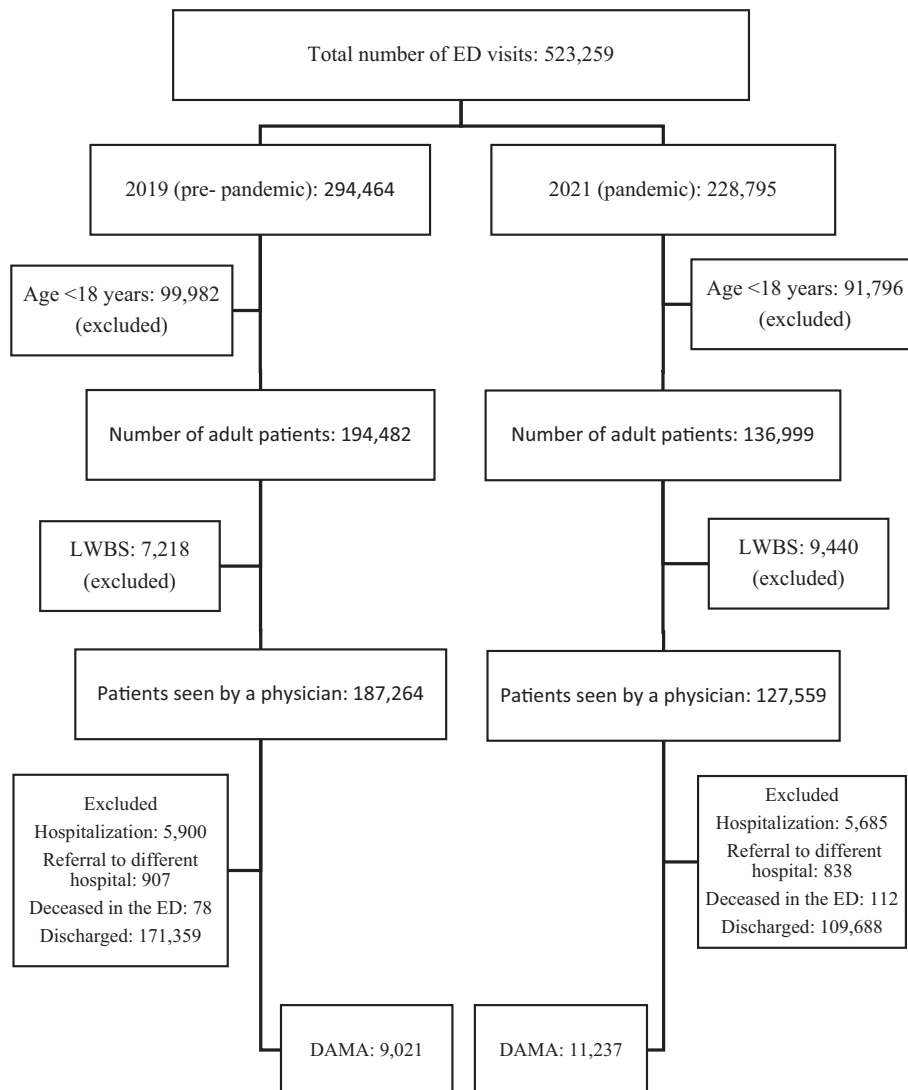 Total number of ED visits: 523,259
2019 (pre- pandemic): 294,464
2021 (pandemic): 228,795
Age <18 years: 99,982
(excluded)
Age <18 years: 91,796
(excluded)
Number of adult patients: 194,482
Number of adult patients: 136,999
LWBS: 7,218
(excluded)
LWBS: 9,440
(excluded)
Patients seen by a physician: 187,264
Patients seen by a physician: 127,559
Excluded
Hospitalization: 5,900
Referral to different
hospital: 907
Deceased in the ED: 78
Discharged: 171,359
Excluded
Hospitalization: 5,685
Referral to different
hospital: 838
Deceased in the ED: 112
Discharged: 109,688
DAMA: 9,021
DAMA: 11,237